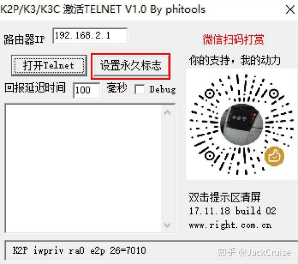 K2P/K3/K3C 激活TELNET V1.0 By phitools
路由器IP 192.168.2.1
打开Telnet 设置永久标志
回报延迟时间 100 毫秒 Debug
微信扫码打赏
你的支持，我的动力
双击提示区清屏
17.11.18 build 02
www.right.com.cn
K2P iwpriv ra0 e2p 26=7010
知乎 @JackCruise